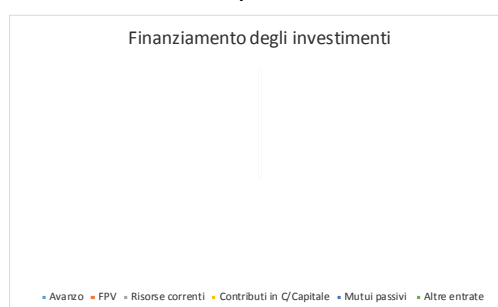 Finanziamento degli investimenti
Avanzo FPV Risorse correnti Contributi in C/Capitale Mutui passivi Altre entrate